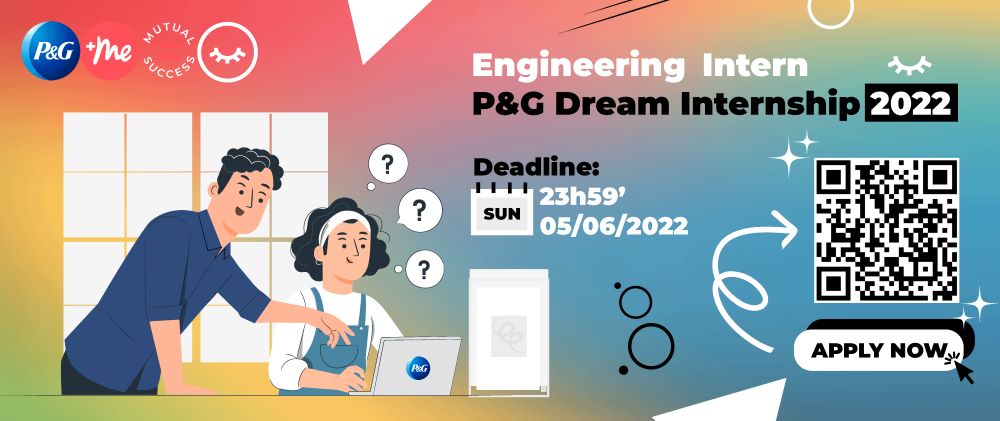 P&G
+Me
MUTUAL
SUCCESS
Engineering Intern
P&G Dream Internship 2022
Deadline:
SUN
23h59’
05/06/2022
?
?
?
P&G
APPLY NOW